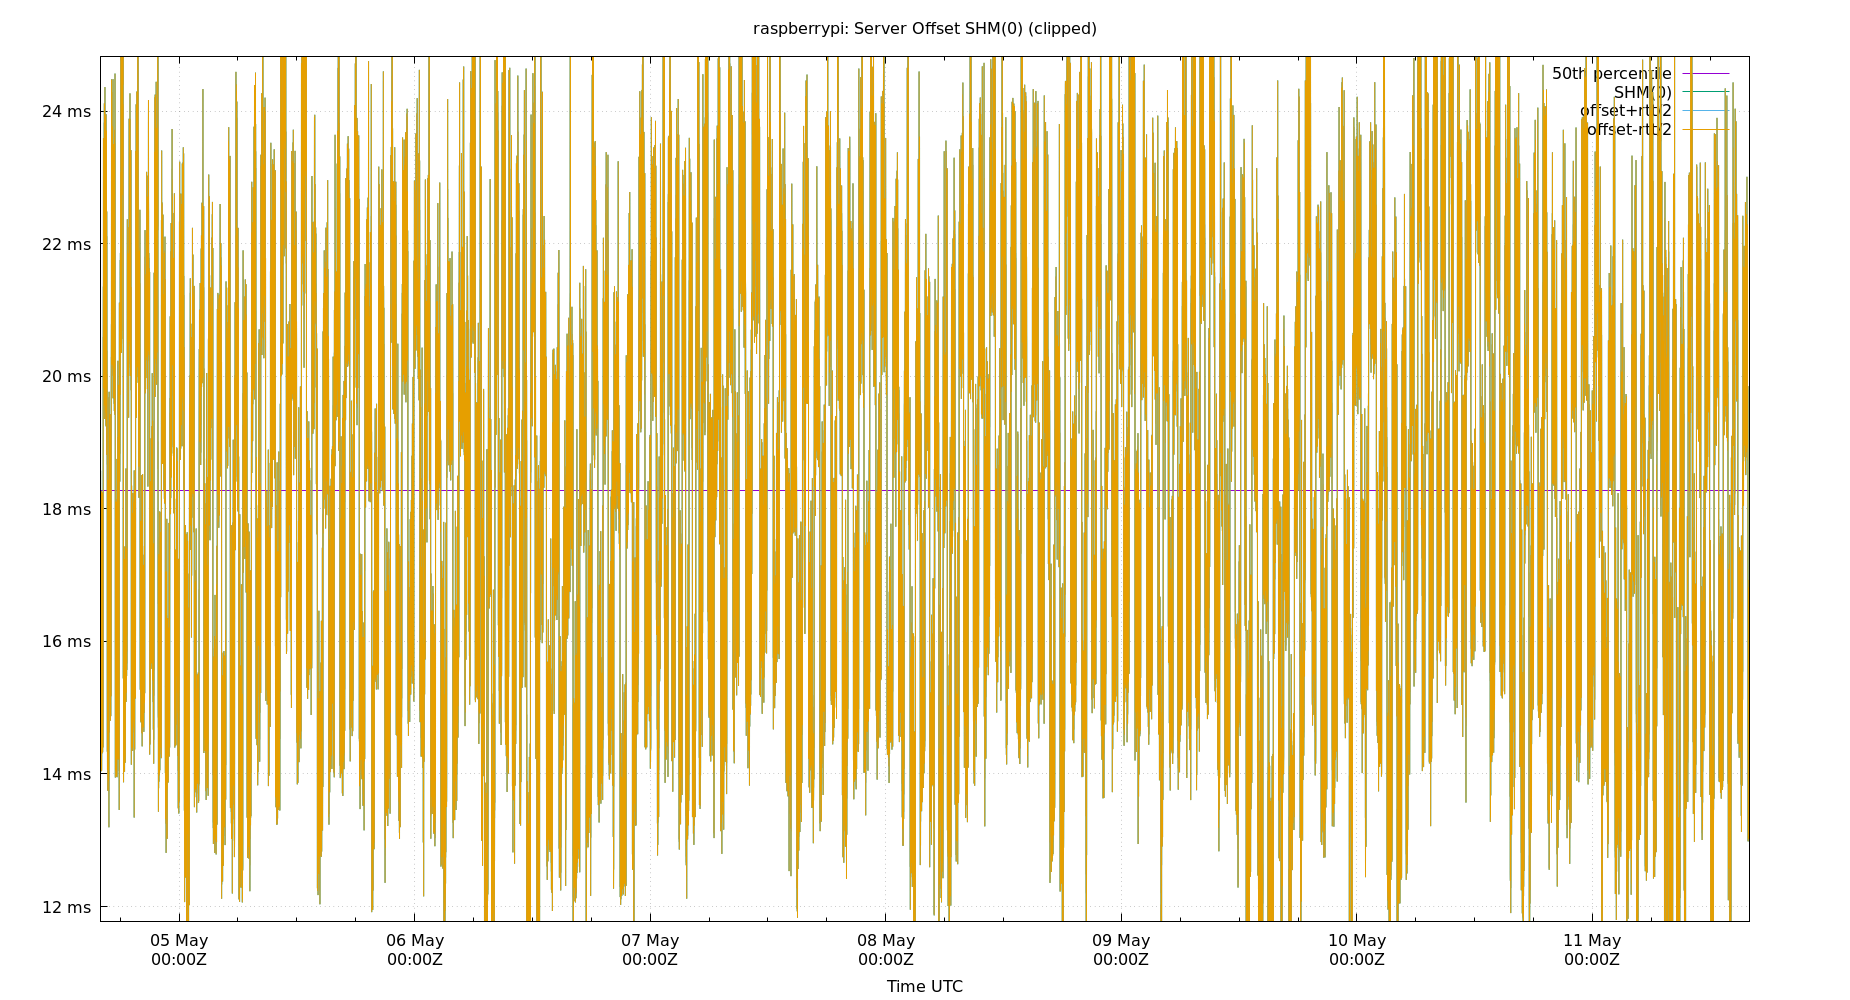 raspberrypi: Server Offset SHM(0) (clipped)
50th percentile
SHM(0)
offset+rtt/2
offset-rtt/2
24 ms
22 ms
20 ms
18 ms
16 ms
14 ms
12 ms
05 May 06 May 07 May 08 May 09 May 10 May 11 May
00:00Z 00:00Z 00:00Z 00:00Z 00:00Z 00:00Z 00:00Z
Time UTC